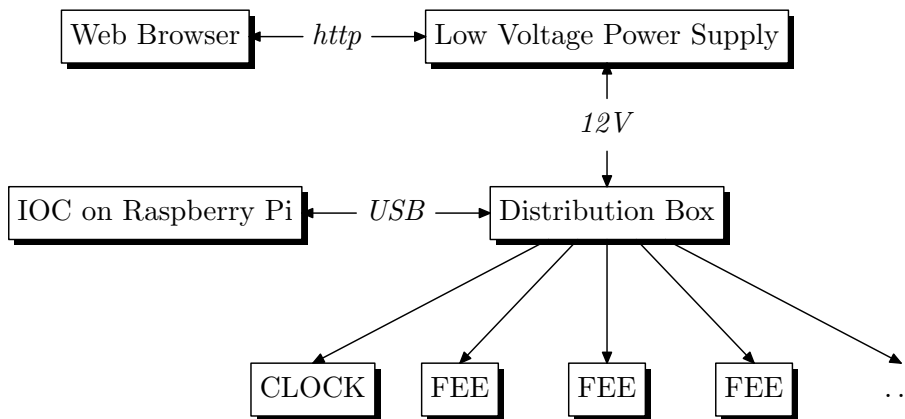 Web Browser http Low Voltage Power Supply
12V
IOC on Raspberry Pi USB Distribution Box
CLOCK FEE FEE FEE ..